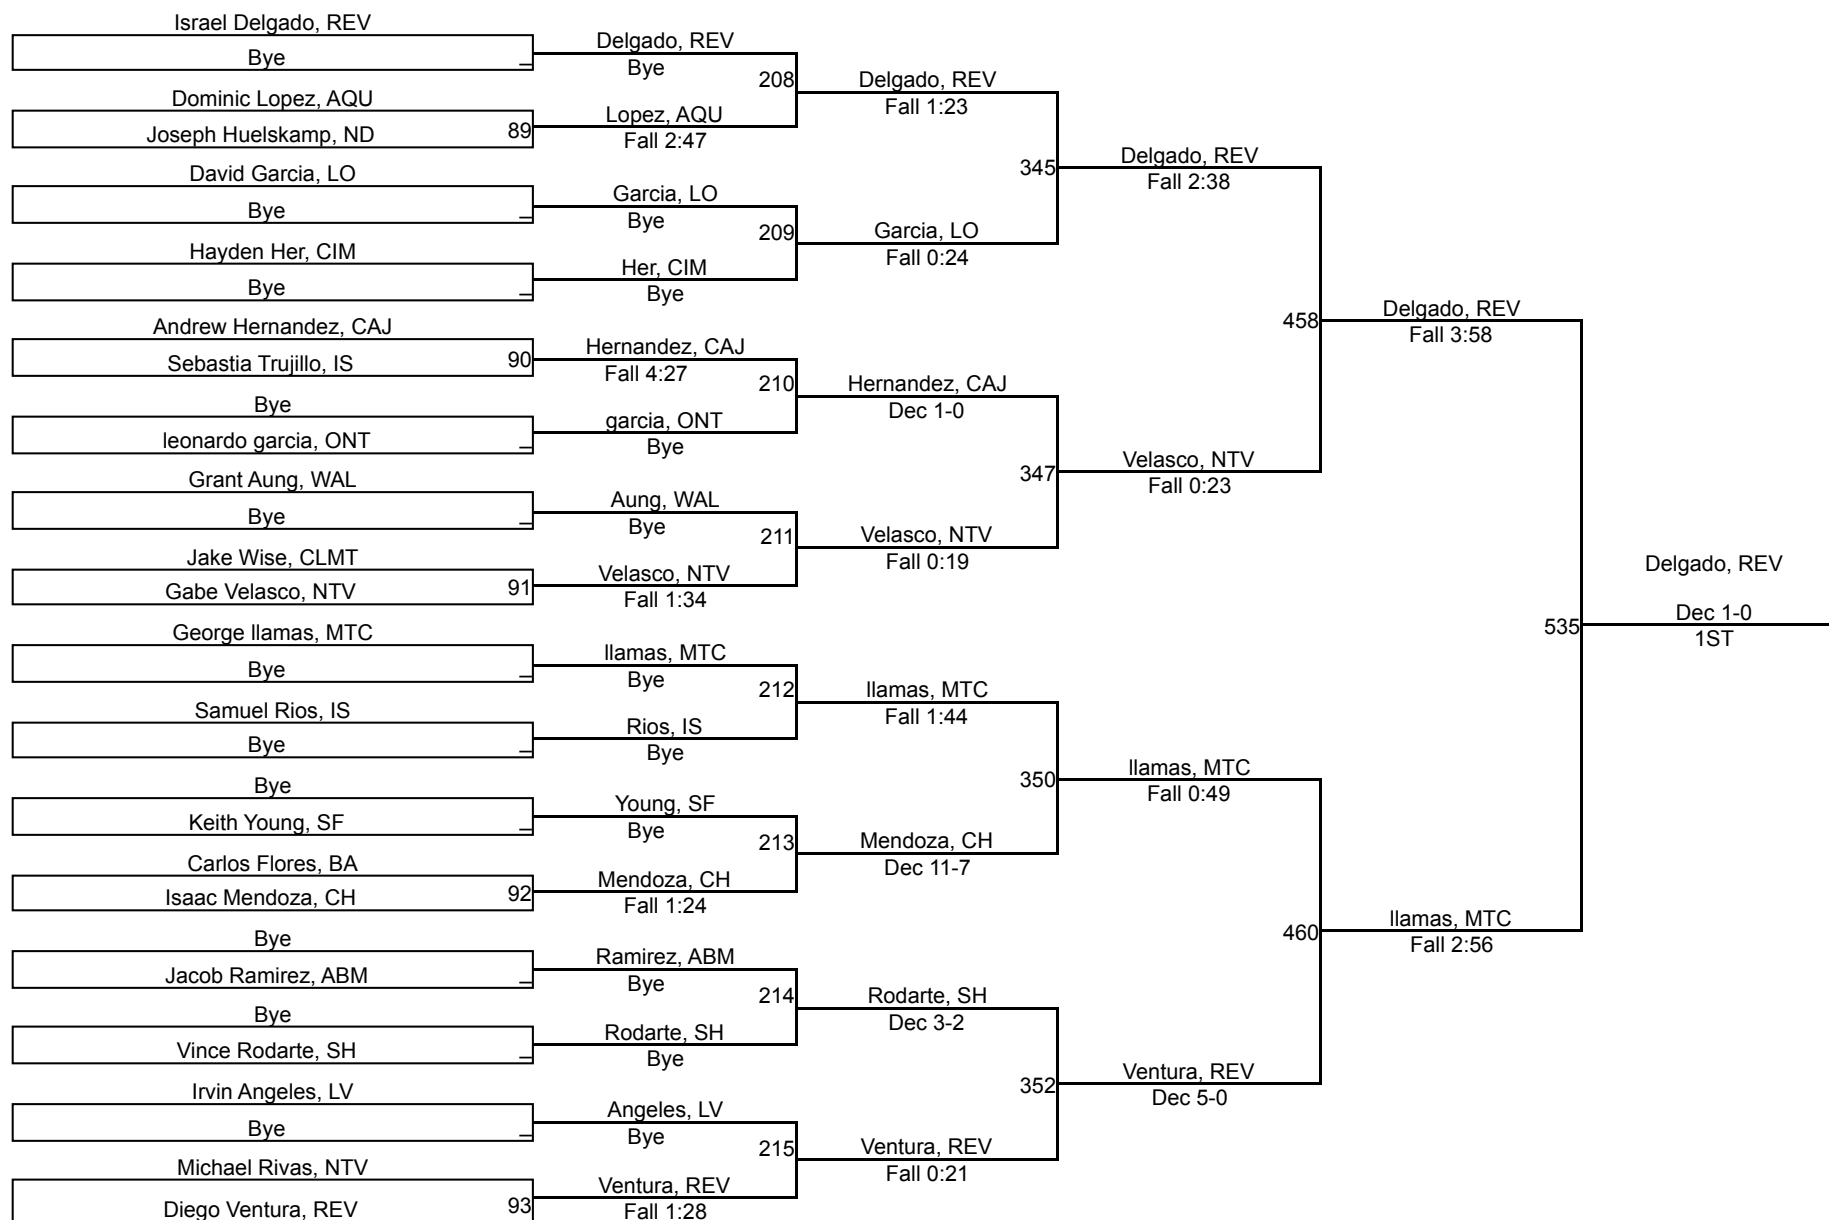 Israel Delgado, REV
Bye
Delgado, REV
Bye
208
Delgado, REV
Fall 1:23
Dominic Lopez, AQU
Joseph Huelskamp, ND
89
Lopez, AQU
Fall 2:47
345
Delgado, REV
Fall 2:38
David Garcia, LO
Bye
Garcia, LO
Bye
209
Garcia, LO
Fall 0:24
Hayden Her, CIM
Bye
Her, CIM
Bye
458
Delgado, REV
Fall 3:58
Andrew Hernandez, CAJ
Sebastia Trujillo, IS
90
Hernandez, CAJ
Fall 4:27
210
Hernandez, CAJ
Dec 1-0
Bye
leonardo garcia, ONT
garcia, ONT
Bye
347
Velasco, NTV
Fall 0:23
Grant Aung, WAL
Bye
Aung, WAL
Bye
211
Velasco, NTV
Fall 0:19
Jake Wise, CLMT
Gabe Velasco, NTV
91
Velasco, NTV
Fall 1:34
535
Delgado, REV
Dec 1-0
1ST
George llamas, MTC
Bye
llamas, MTC
Bye
212
llamas, MTC
Fall 1:44
Samuel Rios, IS
Bye
Rios, IS
Bye
350
llamas, MTC
Fall 0:49
Bye
Keith Young, SF
Young, SF
Bye
213
Mendoza, CH
Dec 11-7
Carlos Flores, BA
Isaac Mendoza, CH
92
Mendoza, CH
Fall 1:24
460
llamas, MTC
Fall 2:56
Bye
Jacob Ramirez, ABM
Ramirez, ABM
Bye
214
Rodarte, SH
Dec 3-2
Bye
Vince Rodarte, SH
Rodarte, SH
Bye
352
Ventura, REV
Dec 5-0
Irvin Angeles, LV
Bye
Angeles, LV
Bye
215
Ventura, REV
Fall 0:21
Michael Rivas, NTV
Diego Ventura, REV
93
Ventura, REV
Fall 1:28